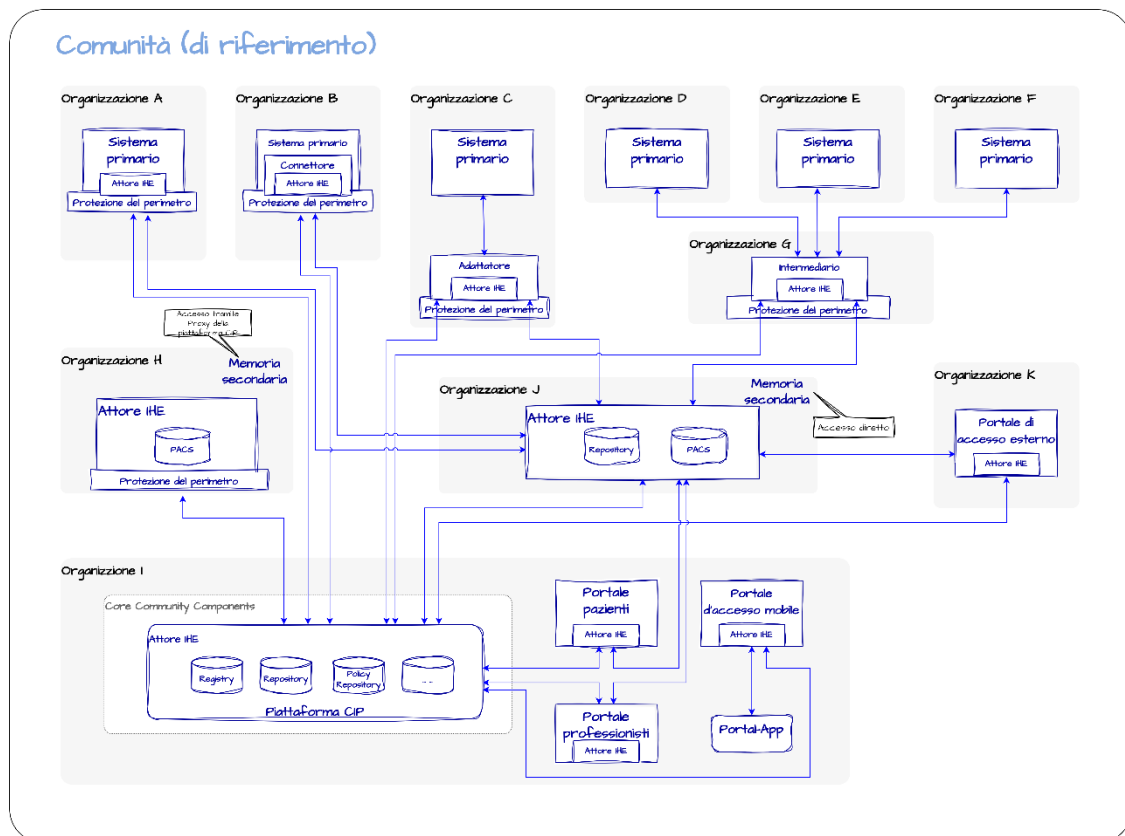 Comunità (di riferimento)
Organizzazione A
Sistema
primario
Attore IHE
Protezione del perimetro
Organizzazione B
Sistema primario
Connettore
Attore IHE
Protezione del perimetro
Organizzazione C
Sistema
primario
Adattatore
Attore IHE
Protezione del perimetro
Organizzazione D
Sistema
primario
Organizzazione E
Sistema
primario
Organizzazione F
Sistema
primario
Organizzazione G
Intermediario
Attore IHE
Protezione del perimetro
Accesso tramite
Proxy della
piattaforma CIP
Organizzazione H
Memoria
secondaria
Attore IHE
PACS
Protezione del perimetro
Organizzazione J
Memoria
secondaria
Accesso diretto
Attore IHE
Repository
PACS
Organizzazione K
Portale di
accesso esterno
Attore IHE
Organizzione I
Core Community Components
Attore IHE
Registry
Repository
Policy
Repository
...
Piattaforma CIP
Portale
pazienti
Attore IHE
Portale
d'accesso mobile
Attore IHE
Portale
professionisti
Attore IHE
Portal-App